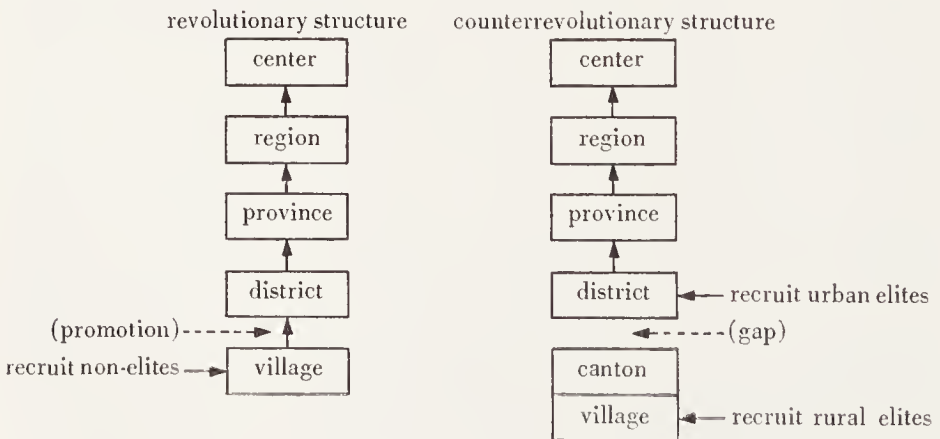 revolutionary structure
center
region
province
district
(promotion)
recruit non-elites
village
counterrevolutionary structure
center
region
province
district
recruit urban elites
(gap)
canton
village
recruit rural elites